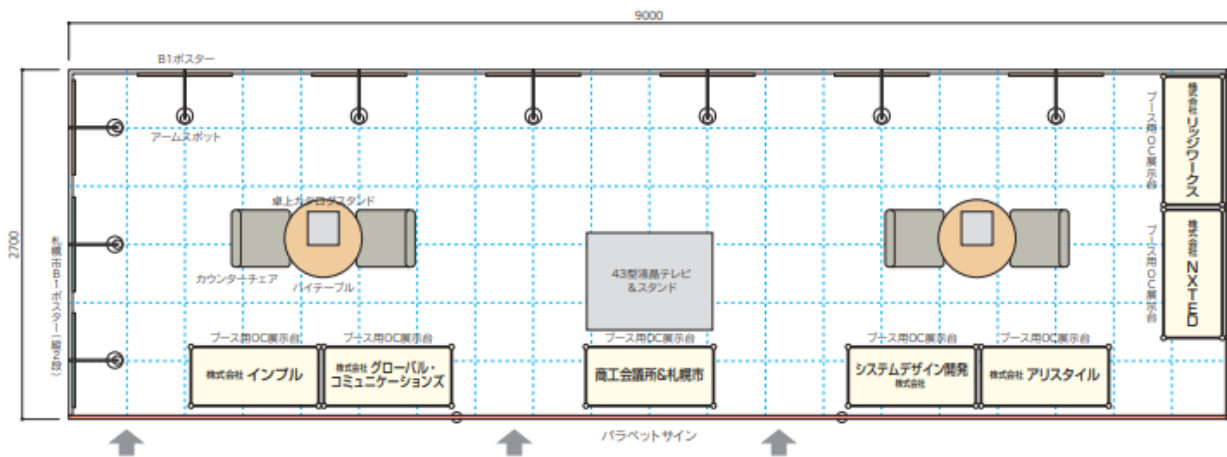 9000
B1ポスター
アームスポット
2700
札幌市B1ポスター(縦2段)
卓上カタログスタンド
カウンターチェア
ハイテーブル
43型液晶テレビ
&スタンド
ブース用OC展示台
株式会社 リッジワークス
ブース用OC展示台
株式会社 NXTED
ブース用OC展示台
株式会社 インプル
ブース用OC展示台
株式会社 グローバル・
コミュニケーションズ
ブース用OC展示台
商工会議所&札幌市
ブース用OC展示台
システムデザイン開発
株式会社
ブース用OC展示台
株式会社 アリスタイル
パラペットサイン